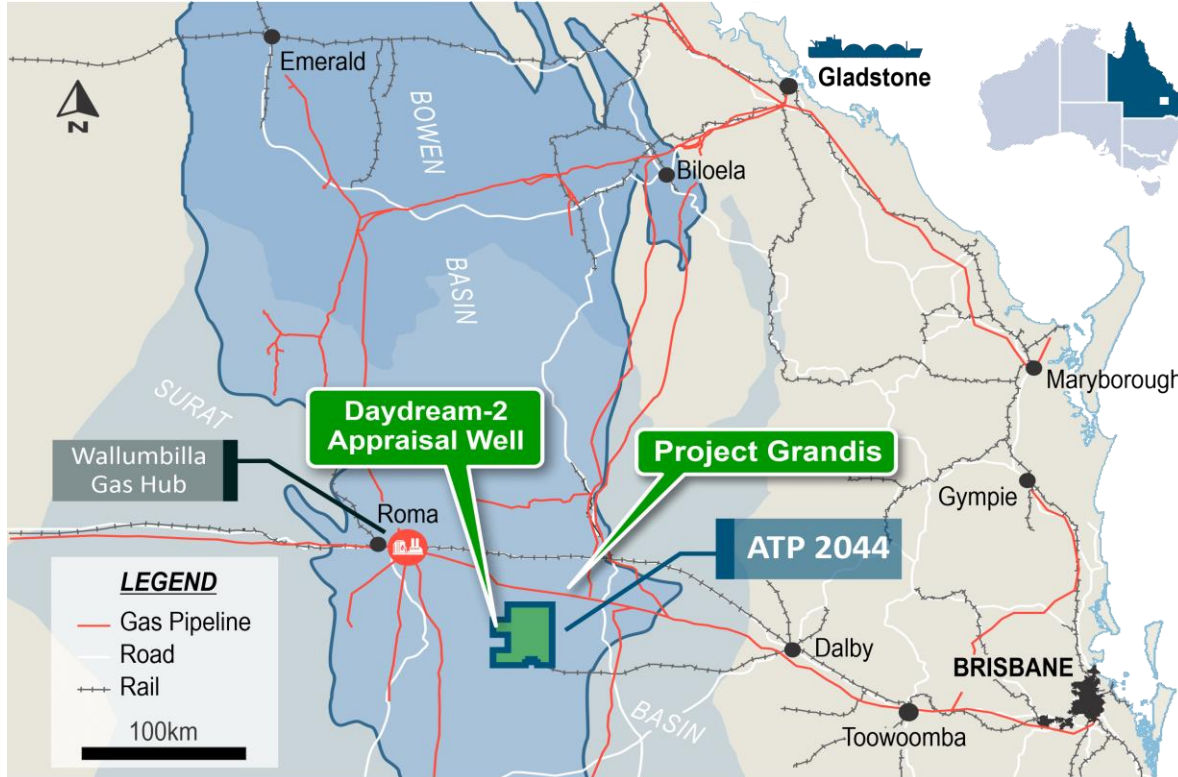 Emerald
BOWEN
BASIN
Gladstone
N
Biloela
SURAT
Daydream-2
Appraisal Well
Project Grandis
Maryborough
Wallumbilla
Gas Hub
Roma
Gympie
ATP 2044
LEGEND
Gas Pipeline
Road
Rail
100km
Dalby
BRISBANE
BASIN
Toowoomba